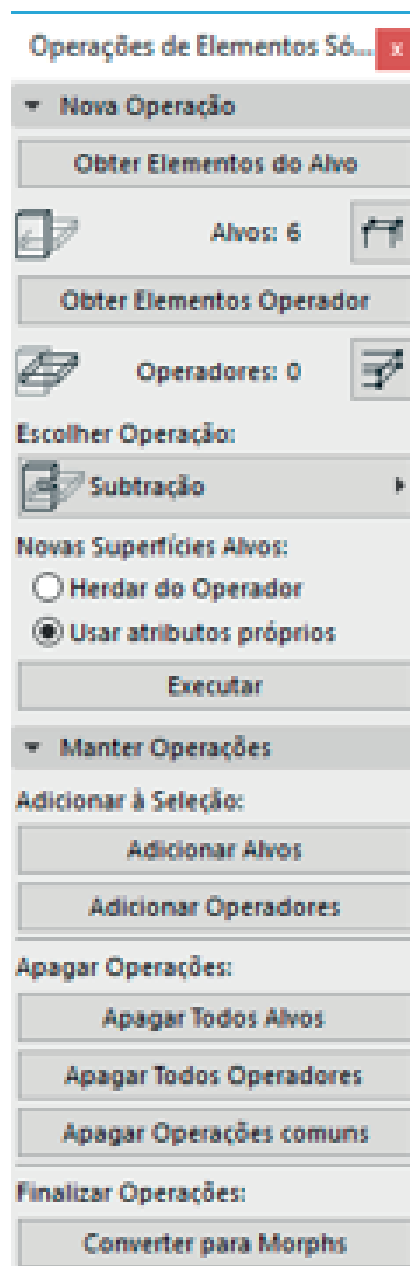 Operações de Elementos Só...
x
Nova Operação
Obter Elementos do Alvo
Alvos: 6
Obter Elementos Operador
Operadores: 0
Escolher Operação:
Subtração
Novas Superfícies Alvos:
Herdar do Operador
Usar atributos próprios
Executar
Manter Operações
Adicionar à Seleção:
Adicionar Alvos
Adicionar Operadores
Apagar Operações:
Apagar Todos Alvos
Apagar Todos Operadores
Apagar Operações comuns
Finalizar Operações:
Converter para Morphs